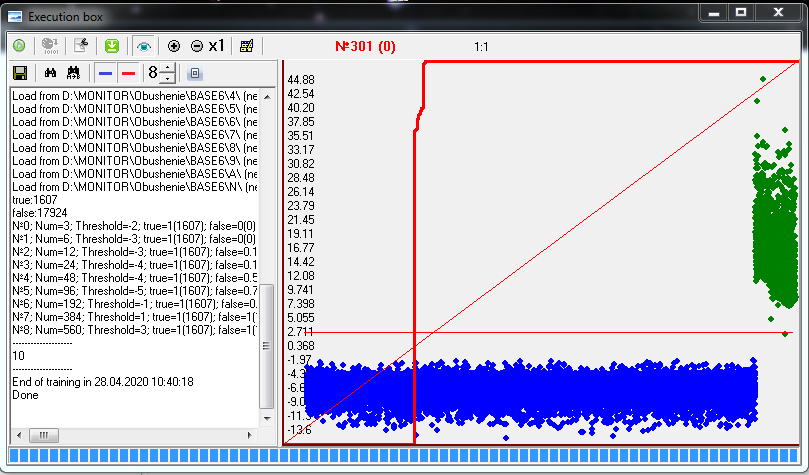 Execution box
x1
№301 (0)
1:1
8
Load from D:\MONITOR\Obushenie\BASE6\4\ (ne
Load from D:\MONITOR\Obushenie\BASE6\5\ (ne
Load from D:\MONITOR\Obushenie\BASE6\6\ (ne
Load from D:\MONITOR\Obushenie\BASE6\7\ (ne
Load from D:\MONITOR\Obushenie\BASE6\8\ (ne
Load from D:\MONITOR\Obushenie\BASE6\9\ (ne
Load from D:\MONITOR\Obushenie\BASE6\A\ (ne
Load from D:\MONITOR\Obushenie\BASE6\N\ (ne
true:1607
false:17924
№0; Num=3; Threshold=-2; true=1(1607); false=0(0)
№1; Num=6; Threshold=-3; true=1(1607); false=0(0)
№2; Num=12; Threshold=-3; true=1(1607); false=0.1
№3; Num=24; Threshold=-4; true=1(1607); false=0.1
№4; Num=48; Threshold=-4; true=1(1607); false=0.5
№5; Num=96; Threshold=-5; true=1(1607); false=0.7
№6; Num=192; Threshold=-1; true=1(1607); false=0.
№7; Num=384; Threshold=1; true=1(1607); false=1(
№8; Num=560; Threshold=3; true=1(1607); false=1(
--------------------
10
--------------------
End of training in 28.04.2020 10:40:18
Done
44.88
42.54
40.20
37.85
35.51
33.17
30.82
28.48
26.14
23.79
21.45
19.11
16.77
14.42
12.08
9.741
7.398
5.055
2.711
0.368
-1.97
-4.3
-6.6
-9.0
-11.3
-13.6